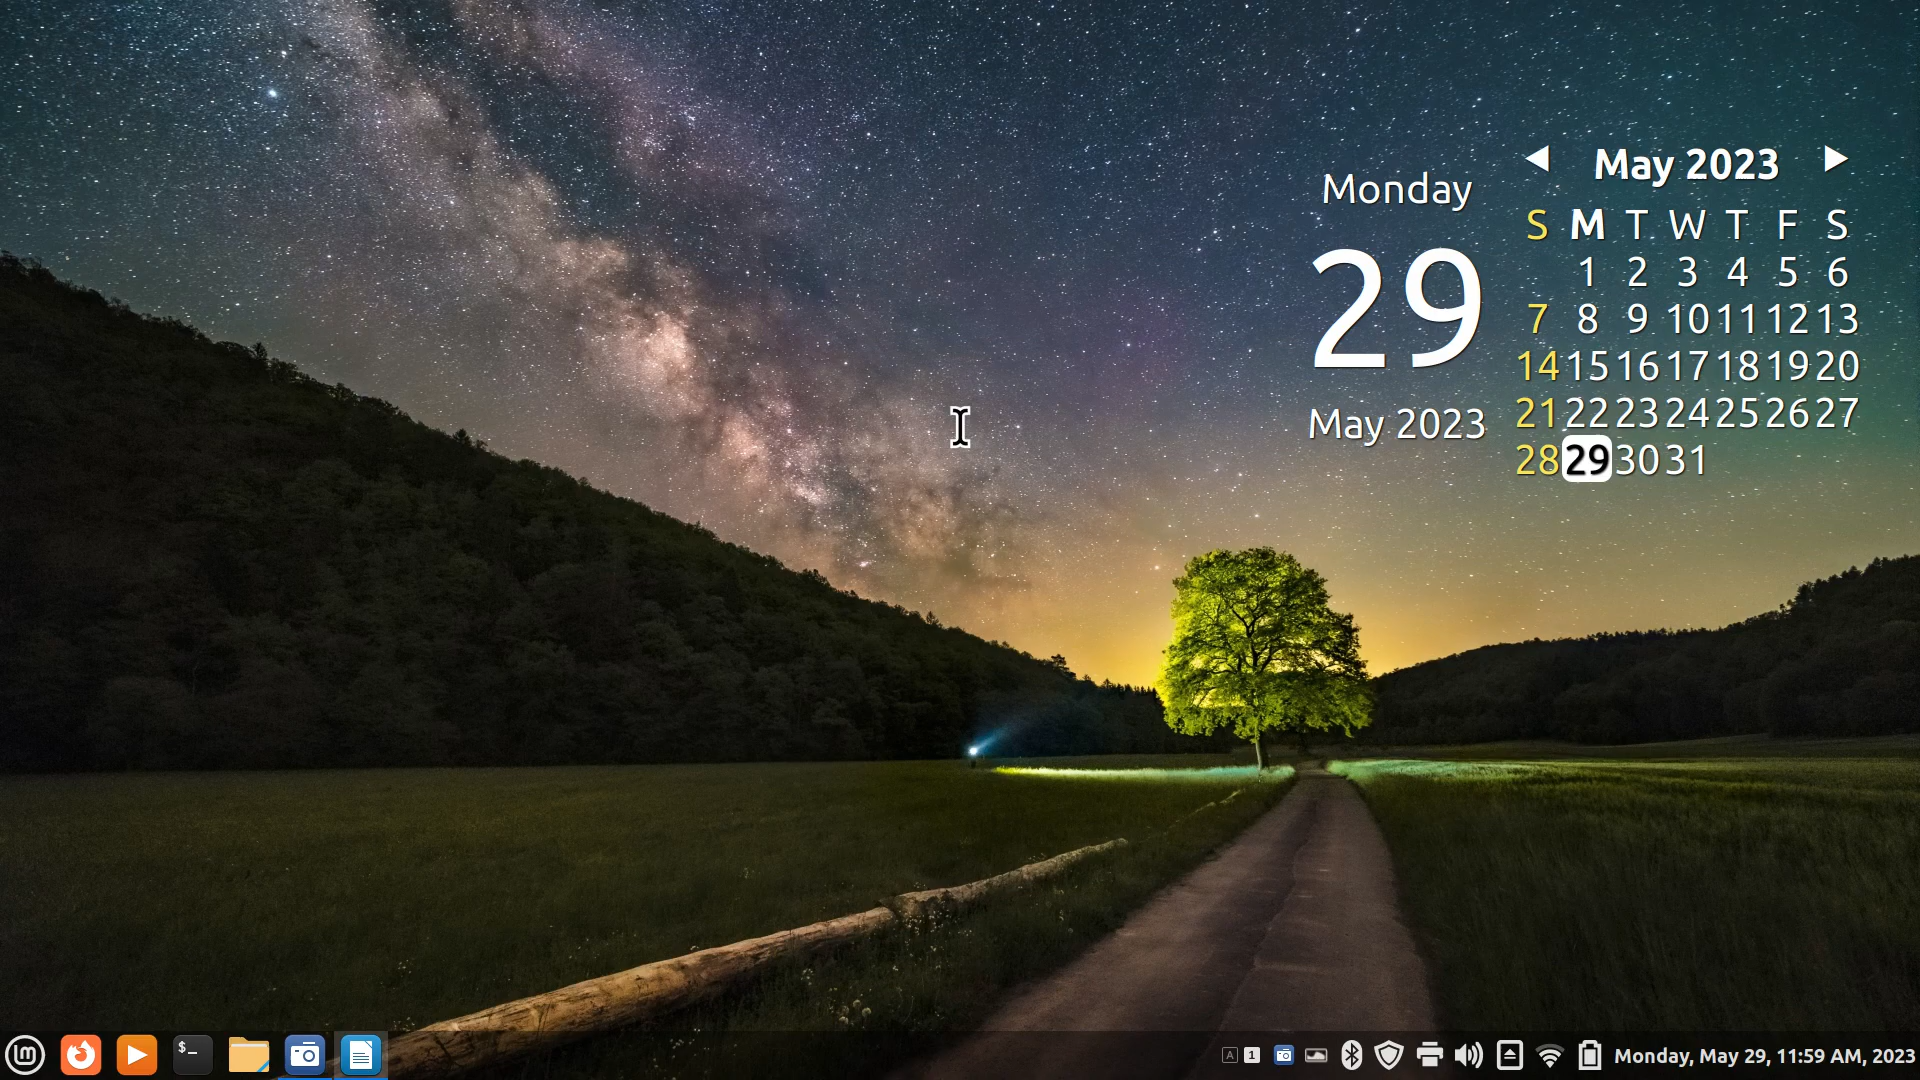 Monday
29
May 2023
May 2023
S M T W T F S
1 2 3 4 5 6
7 8 9 10 11 12 13
14 15 16 17 18 19 20
21 22 23 24 25 26 27
28 29 30 31
lm
$_
A 1
Monday, May 29, 11:59 AM, 2023